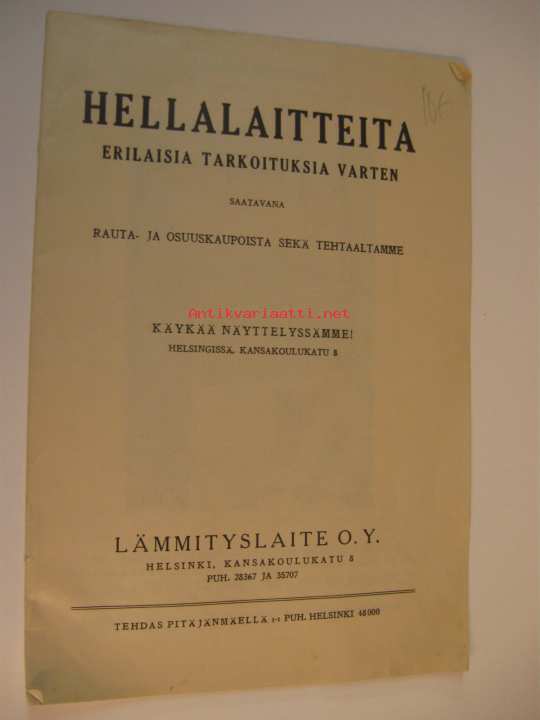 HELLALAITTEITA
ERILAISIA TARKOITUKSIA VARTEN
SAATAVANA
RAUTA- JA OSUUSKAUPOISTA SEKÄ TEHTAALTAMME
Antikvariaatti.net
KÄYKÄÄ NÄYTTELYSSÄMME!
HELSINGISSÄ, KANSAKOULUKATU 8
LÄMMITYSLAITE O.Y.
HELSINKI, KANSAKOULUKATU 8
PUH. 28367 JA 35707
TEHDAS PITÄJÄNMÄELLÄ :-: PUH. HELSINKI 48000